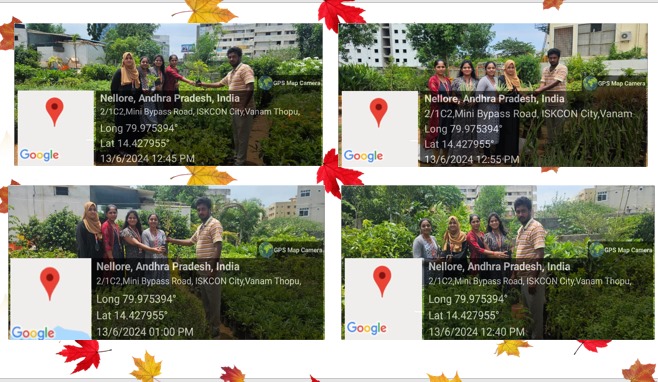 GPS Map Camera
Nellore, Andhra Pradesh, India
2/1C2,Mini Bypass Road, ISKCON City,Vanam Thopu,
Long 79.975394°
Lat 14.427955°
13/6/2024 12:45 PM
Google
GPS Map Camera
Nellore, Andhra Pradesh, India
2/1C2,Mini Bypass Road, ISKCON City,Vanam
Long 79.975394°
Lat 14.427955°
13/6/2024 12:55 PM
Google
GPS Map Camera
Nellore, Andhra Pradesh, India
2/1C2,Mini Bypass Road, ISKCON City,Vanam Thopu,
Long 79.975394°
Lat 14.427955°
13/6/2024 01:00 PM
Google
GPS Map Camera
Nellore, Andhra Pradesh, India
2/1C2,Mini Bypass Road, ISKCON City,Vanam Thopu,
Long 79.975394°
Lat 14.427955°
13/6/2024 12:40 PM
Google